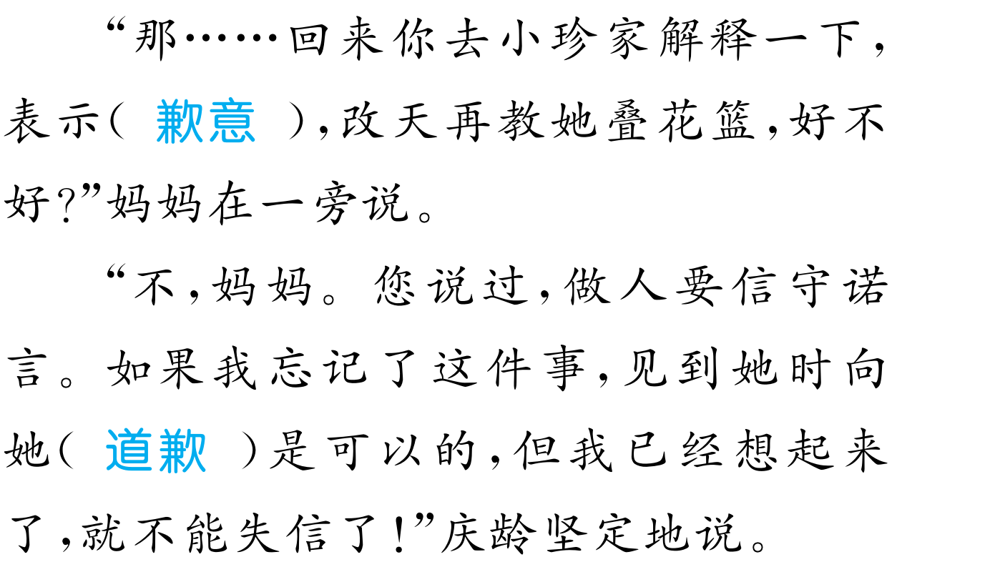 “那……回来你去小珍家解释一下，
表示( 歉意 )，改天再教她叠花篮，好不
好？”妈妈在一旁说。
“不，妈妈。您说过，做人要信守诺
言。如果我忘记了这件事，见到她时向
她( 道歉 )是可以的，但我已经想起来
了，就不能失信了！”庆龄坚定地说。